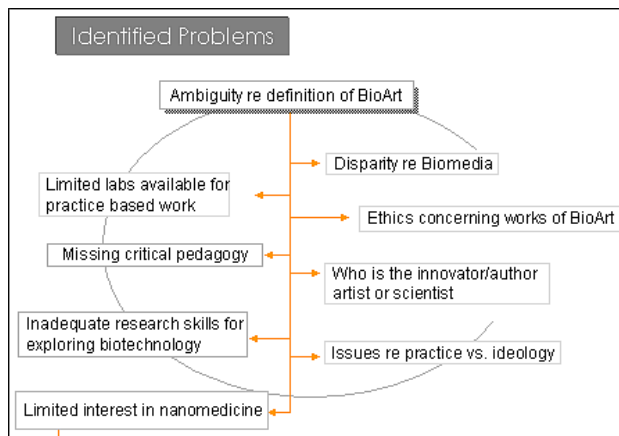 Identified Problems
Ambiguity re definition of BioArt
Disparity re Biomedia
Limited labs available for
practice based work
Ethics concerning works of BioArt
Missing critical pedagogy
Who is the innovator/author
artist or scientist
Inadequate research skills for
exploring biotechnology
Issues re practice vs. ideology
Limited interest in nanomedicine